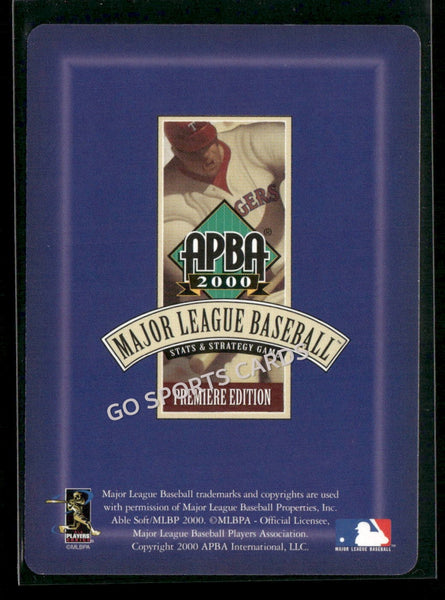 T
GERS
APBA®
2000
MAJOR LEAGUE BASEBALL™
STATS & STRATEGY GAME
GO SPORTS CARDS
PREMIERE EDITION
Major League Baseball trademarks and copyrights are used
with permission of Major League Baseball Properties, Inc.
Able Soft/MLBP 2000. ©MLBPA - Official Licensee,
Major League Baseball Players Association.
Copyright 2000 APBA International, LLC.
PLAYERS
©MLBPA
MAJOR LEAGUE BASEBALL